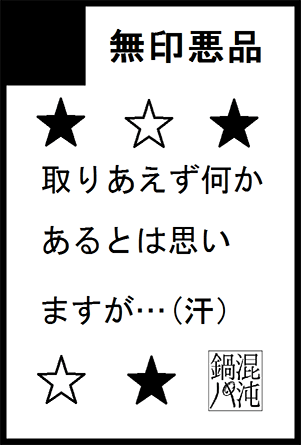 無印悪品
★☆★
取りあえず何か
あるとは思い
ますが…(汗)
☆★
混沌
鍋パ